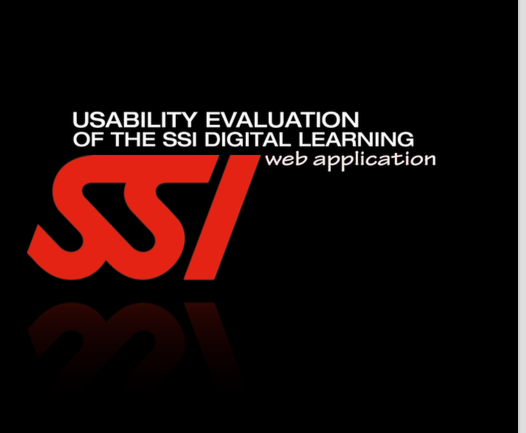 USABILITY EVALUATION
OF THE SSI DIGITAL LEARNING
web application
SSI